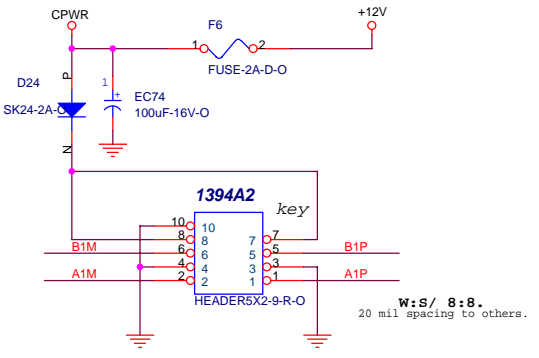 CPWR
F6
+12V
1
2
FUSE-2A-D-O
P
D24
SK24-2A-O
1
+
EC74
100uF-16V-O
N
1394A2
key
10
10
8
8
7
7
B1M
6
6
5
5
B1P
4
4
3
3
A1M
2
2
1
1
A1P
HEADER5X2-9-R-O
W:S/ 8:8.
20 mil spacing to others.